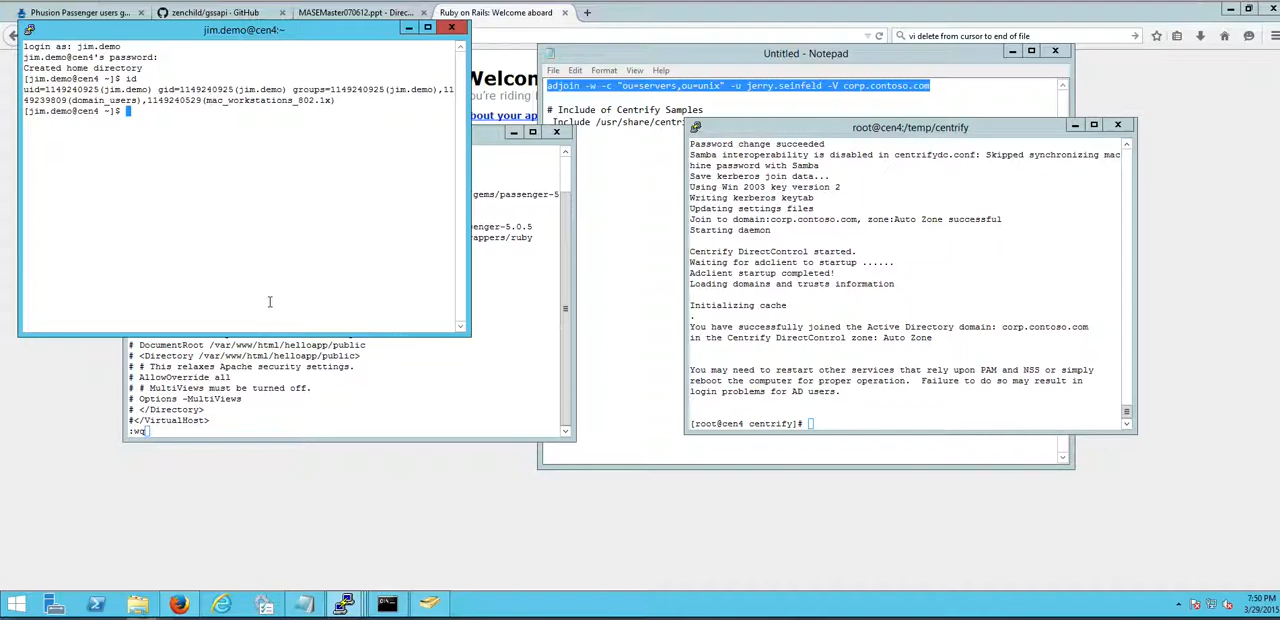 Phusion Passenger users g...
zenchild/gssapi · GitHub
MASEMaster070612.ppt - Direc...
Ruby on Rails: Welcome aboard
vi delete from cursor to end of file
jim.demo@cen4:~
login as: jim.demo
jim.demo@cen4's password:
Created home directory
[jim.demo@cen4 ~]$ id
uid=1149240925(jim.demo) gid=1149240925(jim.demo) groups=1149240925(jim.demo),11
49239809(domain_users),1149240529(mac_workstations_802.1x)
[jim.demo@cen4 ~]$
Welcom
ou're riding
bout your ap
Untitled - Notepad
File Edit Format View Help
adjoin -w -c "ou=servers,ou=unix" -u jerry.seinfeld -V corp.contoso.com
# Include of Centrify Samples
Include /usr/share/centri
gems/passenger-5
nger-5.0.5
appers/ruby
# DocumentRoot /var/www/html/helloapp/public
# <Directory /var/www/html/helloapp/public>
# # This relaxes Apache security settings.
# AllowOverride all
# # MultiViews must be turned off.
# Options -MultiViews
# </Directory>
#</VirtualHost>
:wq
root@cen4:/temp/centrify
Password change succeeded
Samba interoperability is disabled in centrifydc.conf: Skipped synchronizing mac
hine password with Samba
Save kerberos join data...
Using Win 2003 key version 2
Writing kerberos keytab
Updating settings files
Join to domain:corp.contoso.com, zone:Auto Zone successful
Starting daemon
Centrify DirectControl started.
Waiting for adclient to startup ......
Adclient startup completed!
Loading domains and trusts information
Initializing cache
.
You have successfully joined the Active Directory domain: corp.contoso.com
in the Centrify DirectControl zone: Auto Zone
You may need to restart other services that rely upon PAM and NSS or simply
reboot the computer for proper operation. Failure to do so may result in
login problems for AD users.
[root@cen4 centrify]#
7:50 PM
3/29/2015